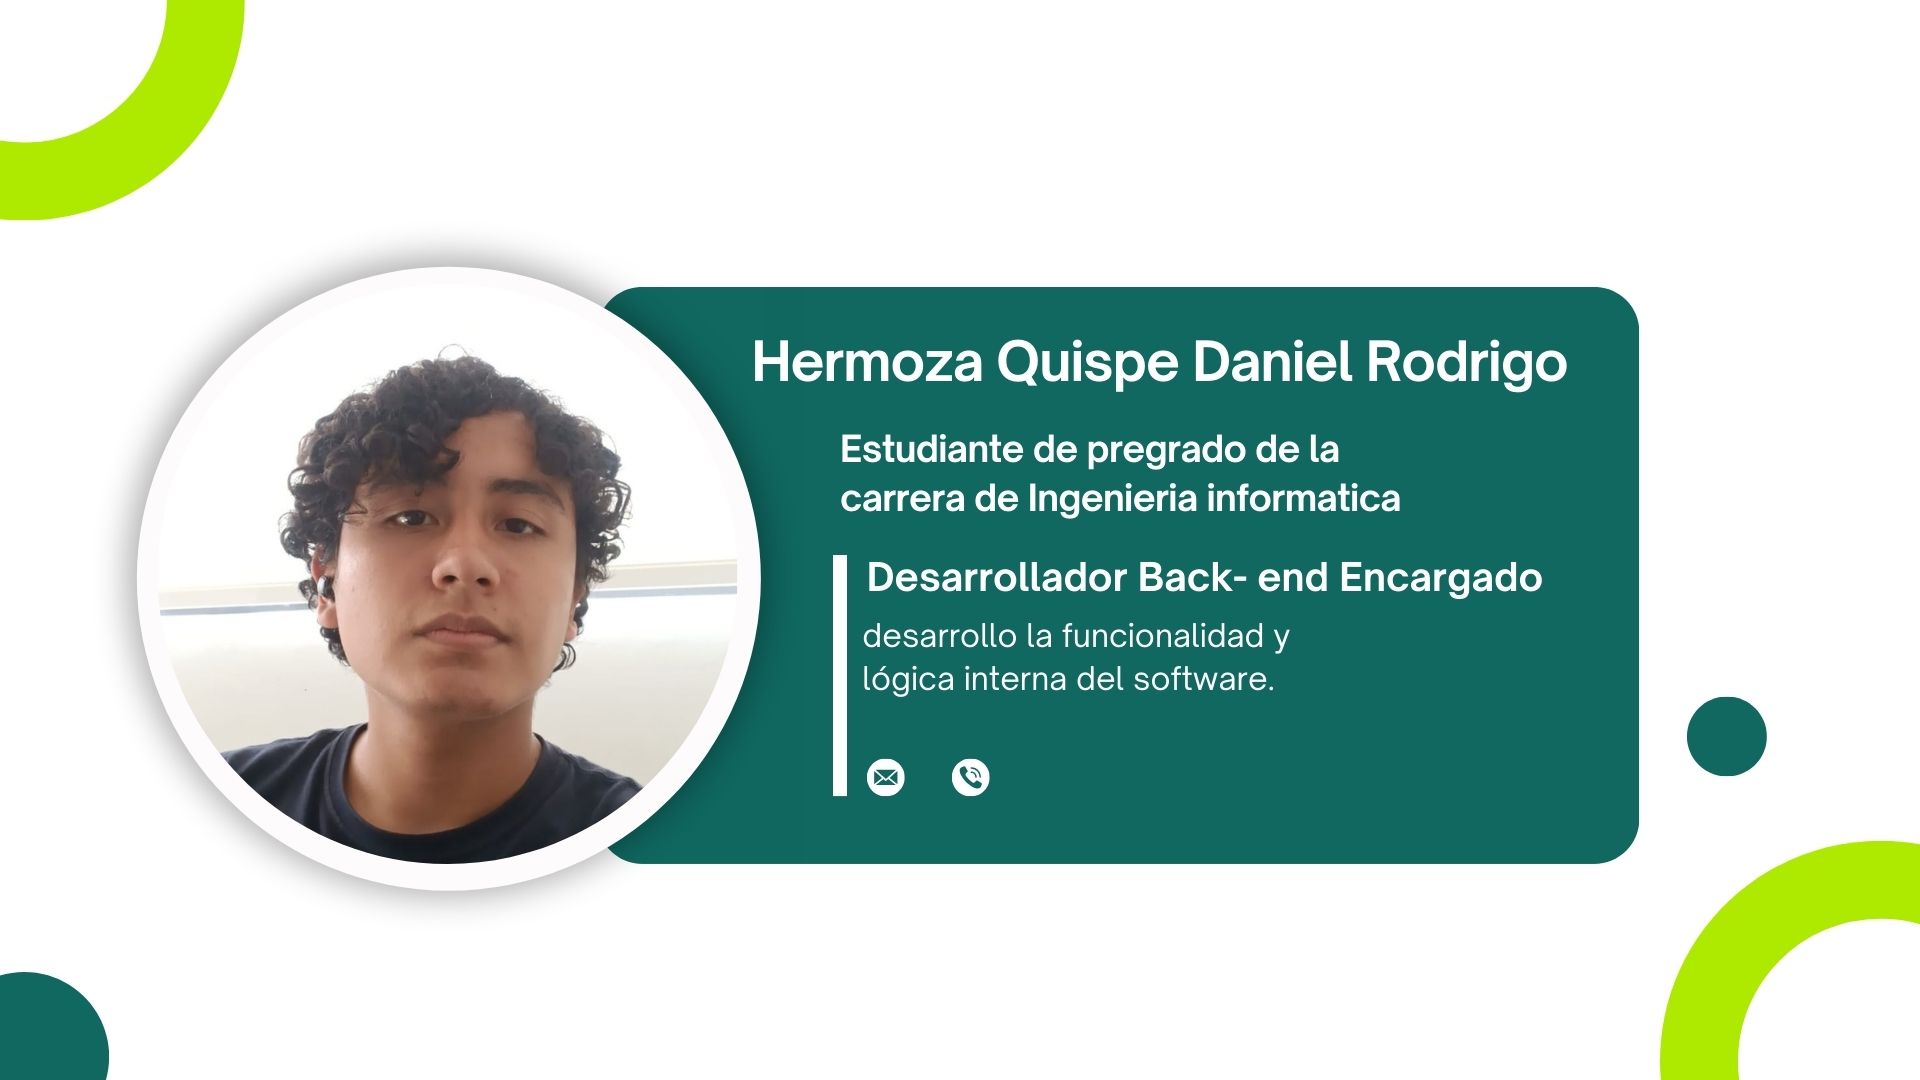 Hermoza Quispe Daniel Rodrigo
Estudiante de pregrado de la
carrera de Ingenieria informatica
Desarrollador Back- end Encargado
desarrollo la funcionalidad y
lógica interna del software.